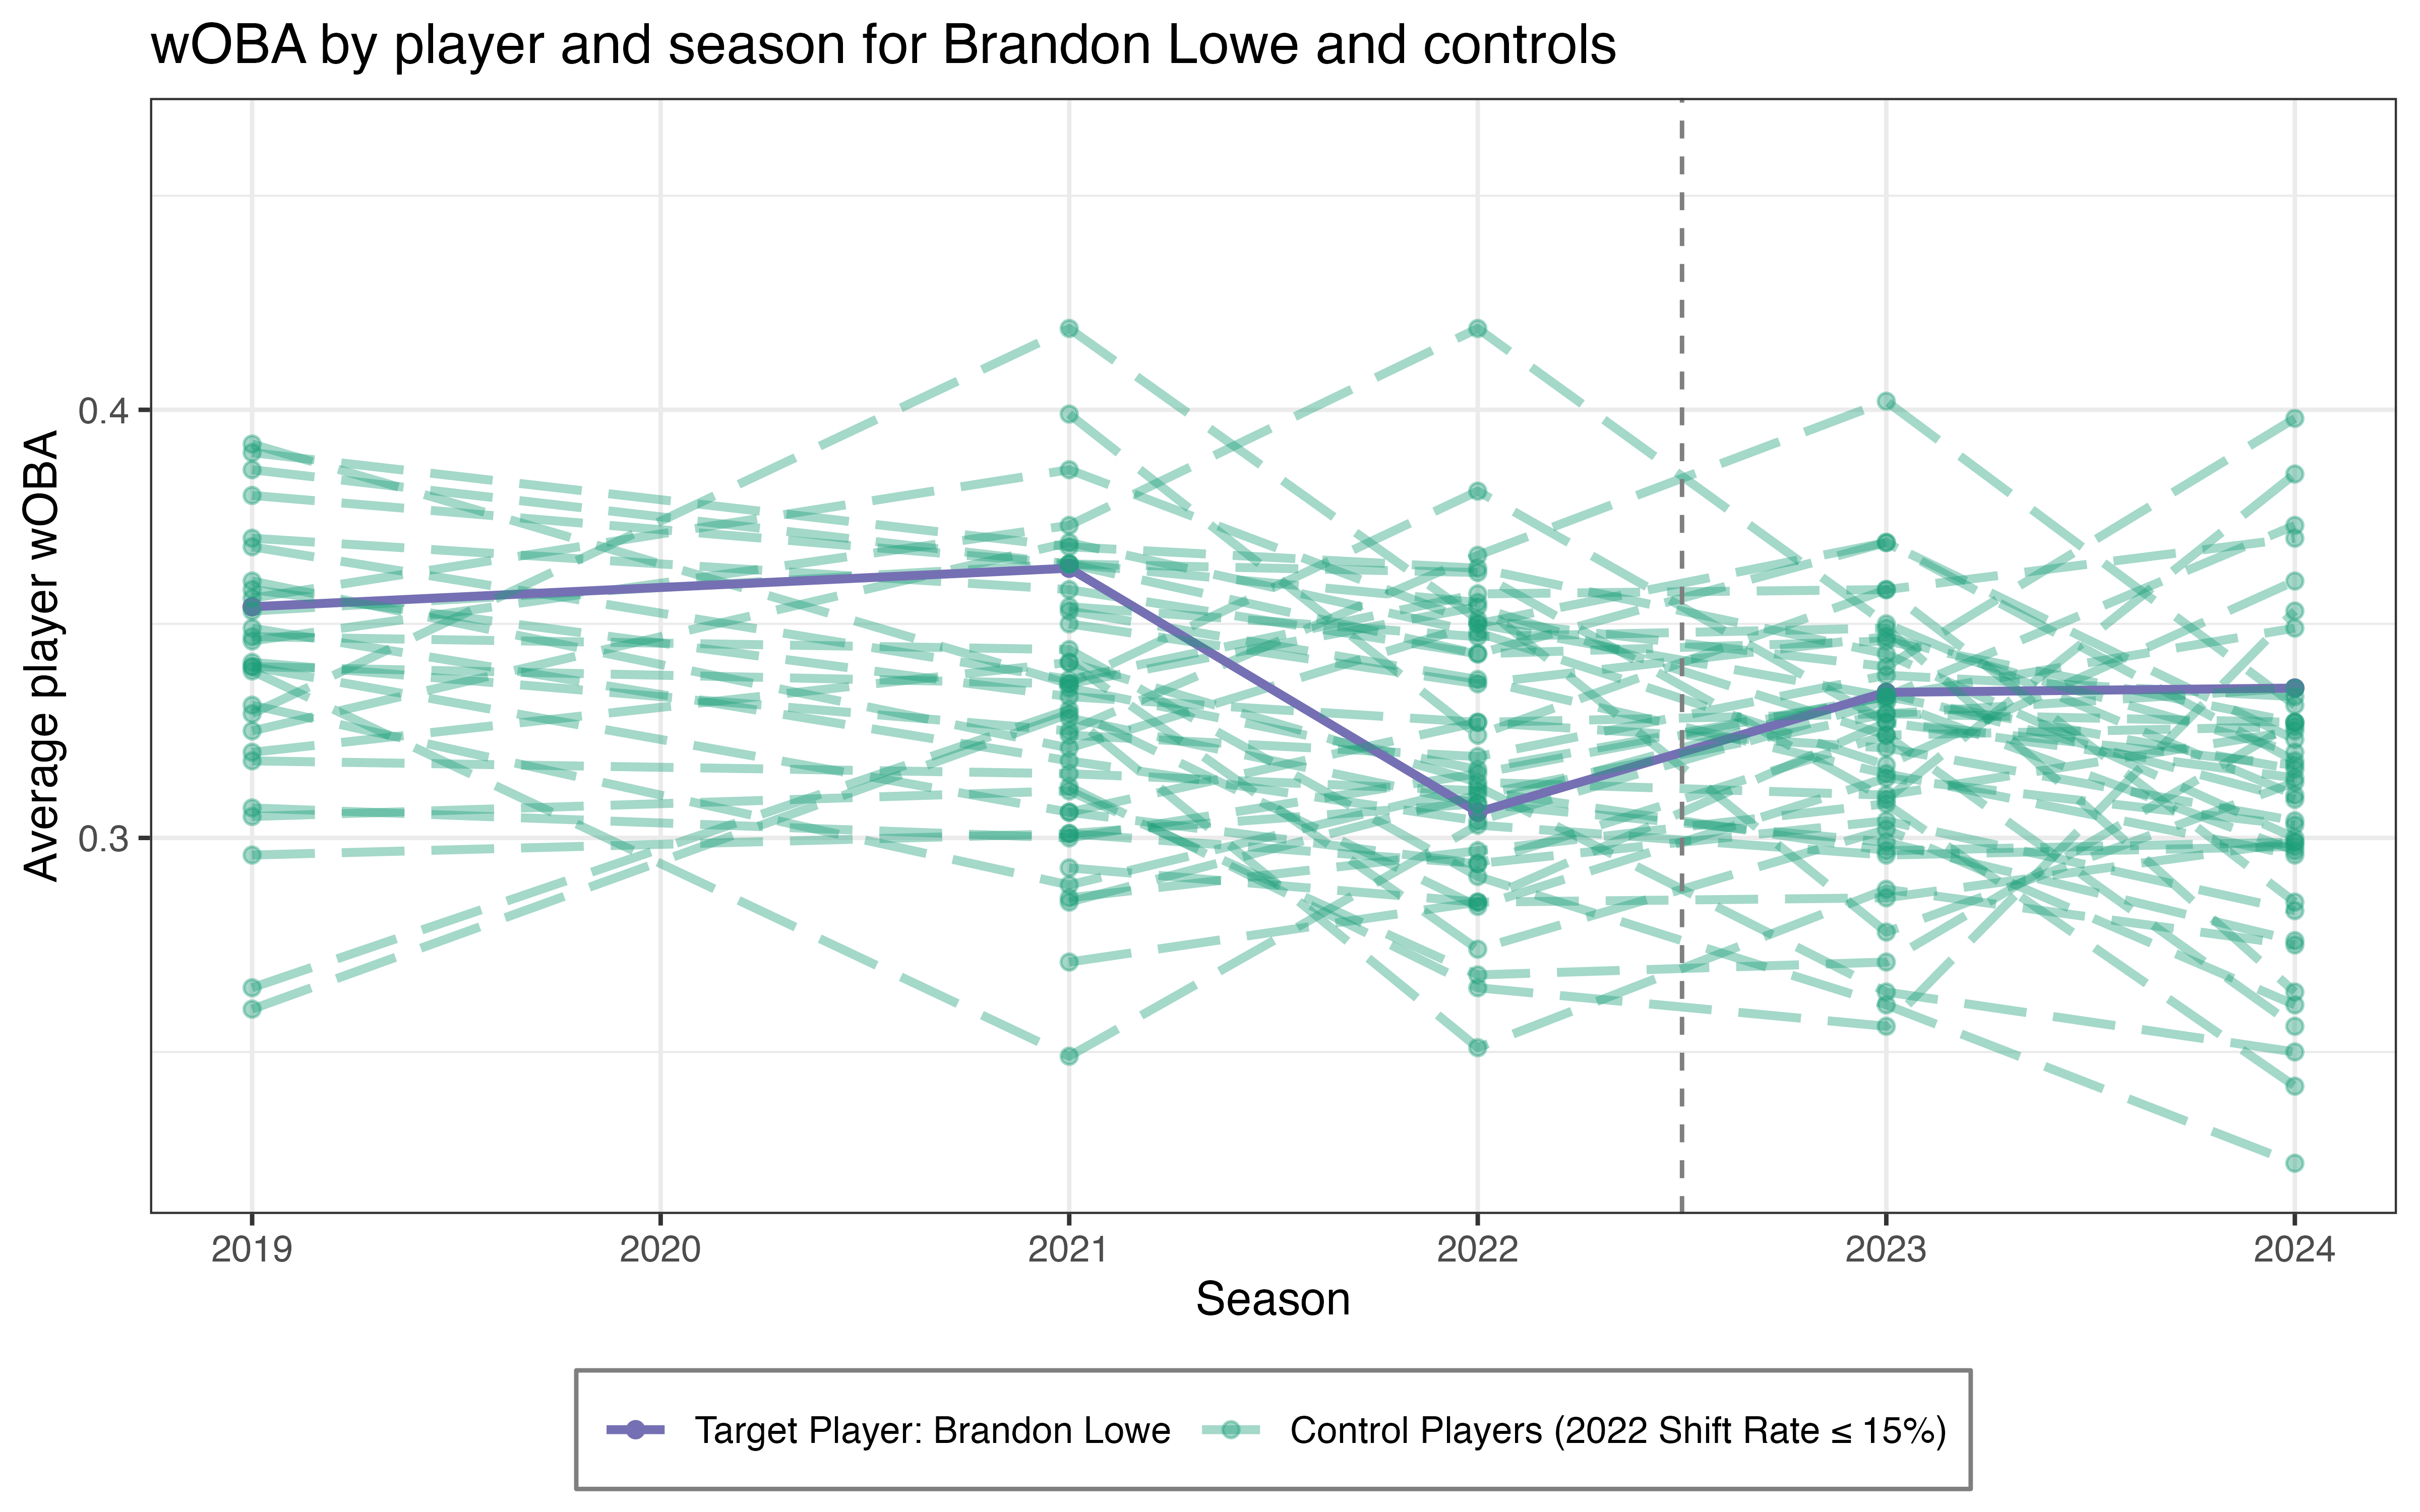 wOBA by player and season for Brandon Lowe and controls
Average player wOBA
0.4
0.3
2019 2020 2021 2022 2023 2024
Season
Target Player: Brandon Lowe Control Players (2022 Shift Rate ≤ 15%)